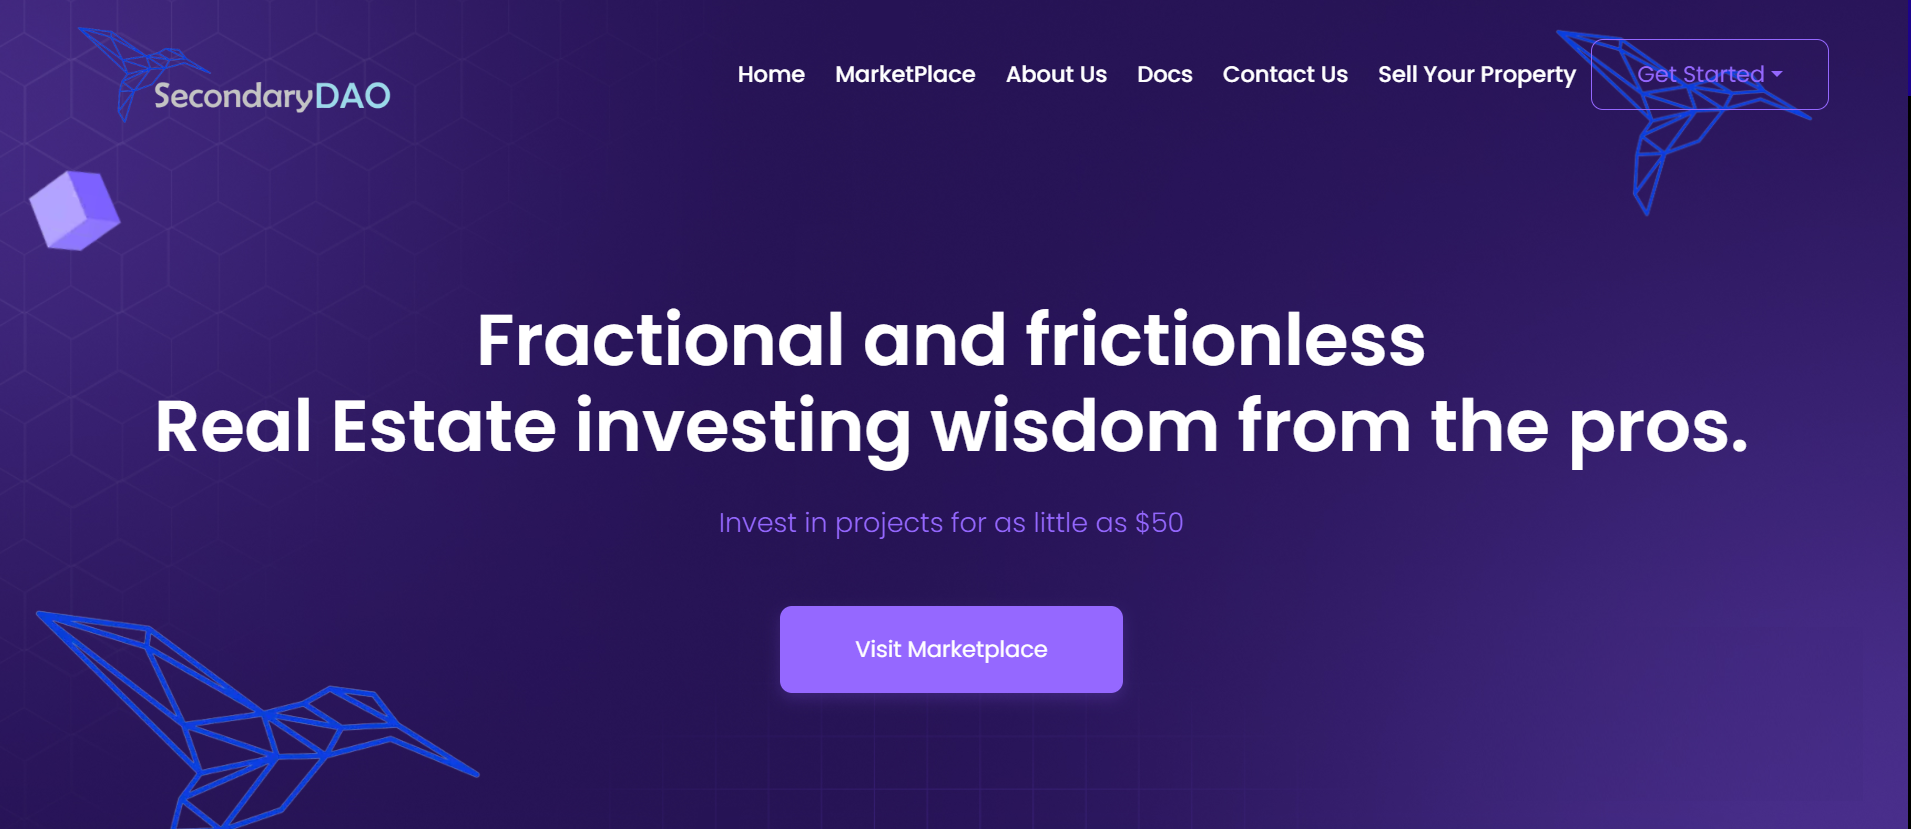 SecondaryDAO
Home MarketPlace About Us Docs Contact Us Sell Your Property Get Started
Fractional and frictionless
Real Estate investing wisdom from the pros.
Invest in projects for as little as $50
Visit Marketplace